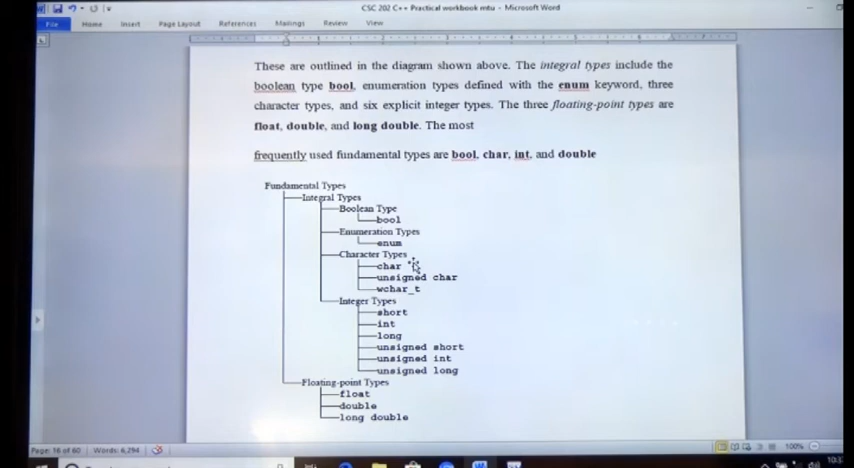 CSC 202 C++ Practical workbook mtu - Microsoft Word
File Home Insert Page Layout References Mailings Review View
These are outlined in the diagram shown above. The integral types include the
boolean type bool, enumeration types defined with the enum keyword, three
character types, and six explicit integer types. The three floating-point types are
float, double, and long double. The most
frequently used fundamental types are bool, char, int, and double
Fundamental Types
Integral Types
Boolean Type
bool
Enumeration Types
enum
Character Types
char
unsigned char
wchar_t
Integer Types
short
int
long
unsigned short
unsigned int
unsigned long
Floating-point Types
float
double
long double
Page: 16 of 60 Words: 6,294 100%